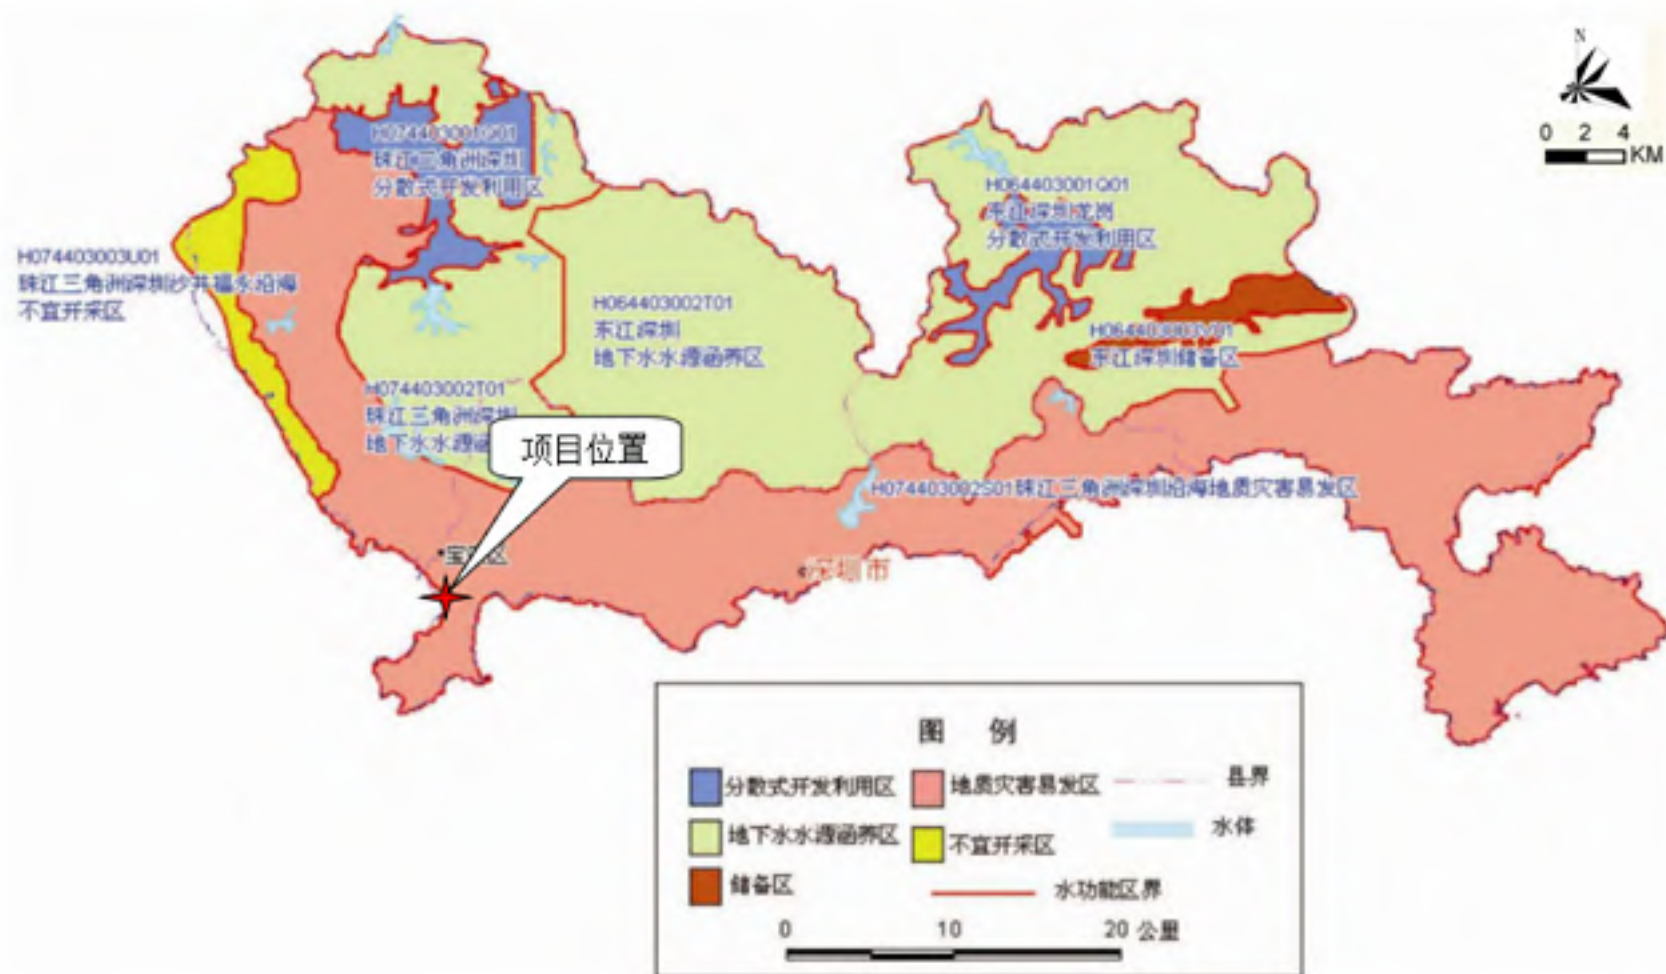 N
0 2 4
KM
H074403001Q01
珠江三角洲深圳
分散式开发利用区
H064403001Q01
东江深圳龙岗
分散式开发利用区
H074403003U01
珠江三角洲深圳沙井福永沿海
不宜开采区
H064403002T01
东江深圳
地下水水源涵养区
H064403003V01
东江深圳储备区
H074403002T01
珠江三角洲深圳
地下水水源涵
项目位置
H074403002S01珠江三角洲深圳沿海地质灾害易发区
宝安区
深圳市
图 例
分散式开发利用区 地质灾害易发区 县界
地下水水源涵养区 不宜开采区 水体
储备区 水功能区界
0 10 20 公里